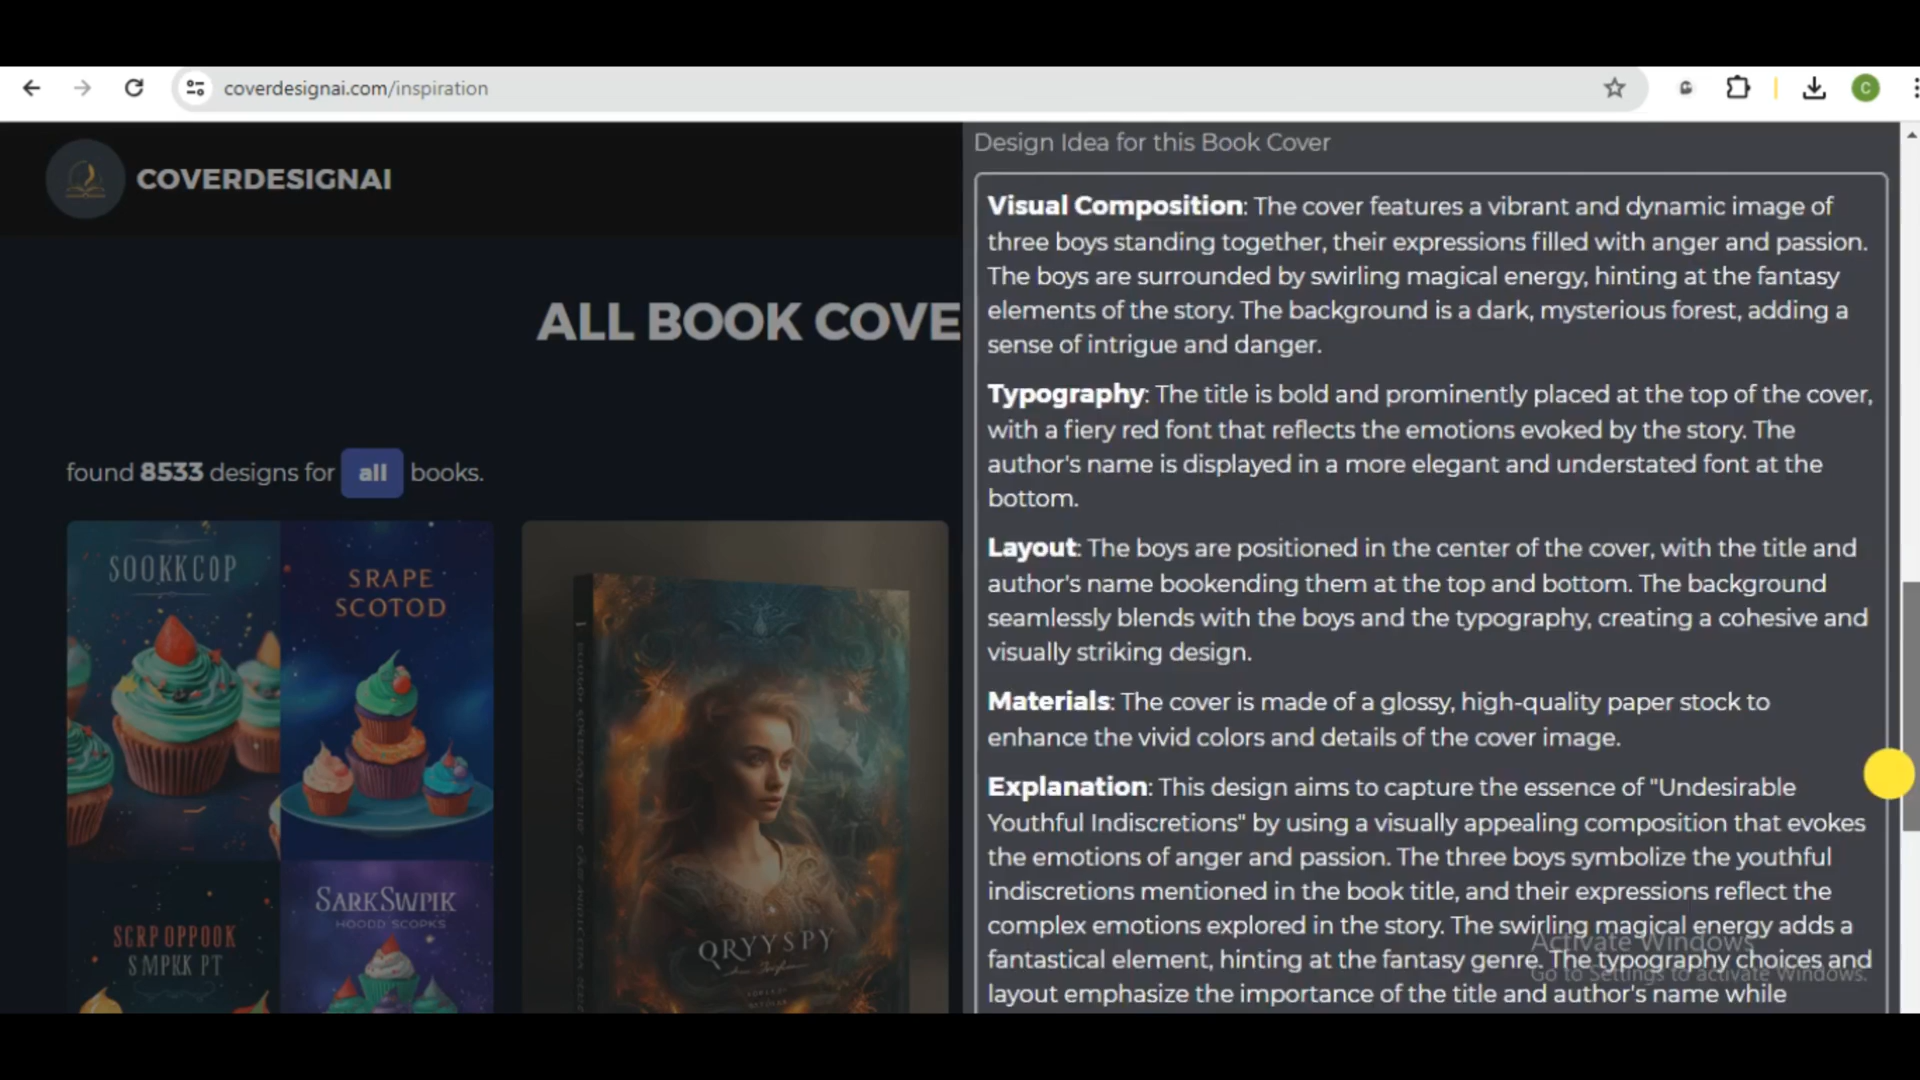 coverdesignai.com/inspiration
C
COVERDESIGNAI
ALL BOOK COVE
found 8533 designs for all books.
SOOKKCOP
SRAPE
SCOTOD
SCRP OPPOOK
SMPKK PT
SARKSWPIK
HOODD SCOPKS
QRYYSPY
Design Idea for this Book Cover
Visual Composition: The cover features a vibrant and dynamic image of
three boys standing together, their expressions filled with anger and passion.
The boys are surrounded by swirling magical energy, hinting at the fantasy
elements of the story. The background is a dark, mysterious forest, adding a
sense of intrigue and danger.
Typography: The title is bold and prominently placed at the top of the cover,
with a fiery red font that reflects the emotions evoked by the story. The
author's name is displayed in a more elegant and understated font at the
bottom.
Layout: The boys are positioned in the center of the cover, with the title and
author's name bookending them at the top and bottom. The background
seamlessly blends with the boys and the typography, creating a cohesive and
visually striking design.
Materials: The cover is made of a glossy, high-quality paper stock to
enhance the vivid colors and details of the cover image.
Explanation: This design aims to capture the essence of "Undesirable
Youthful Indiscretions" by using a visually appealing composition that evokes
the emotions of anger and passion. The three boys symbolize the youthful
indiscretions mentioned in the book title, and their expressions reflect the
complex emotions explored in the story. The swirling magical energy adds a
fantastical element, hinting at the fantasy genre. The typography choices and
layout emphasize the importance of the title and author's name while
Activate Windows
Go to Settings to activate Windows.